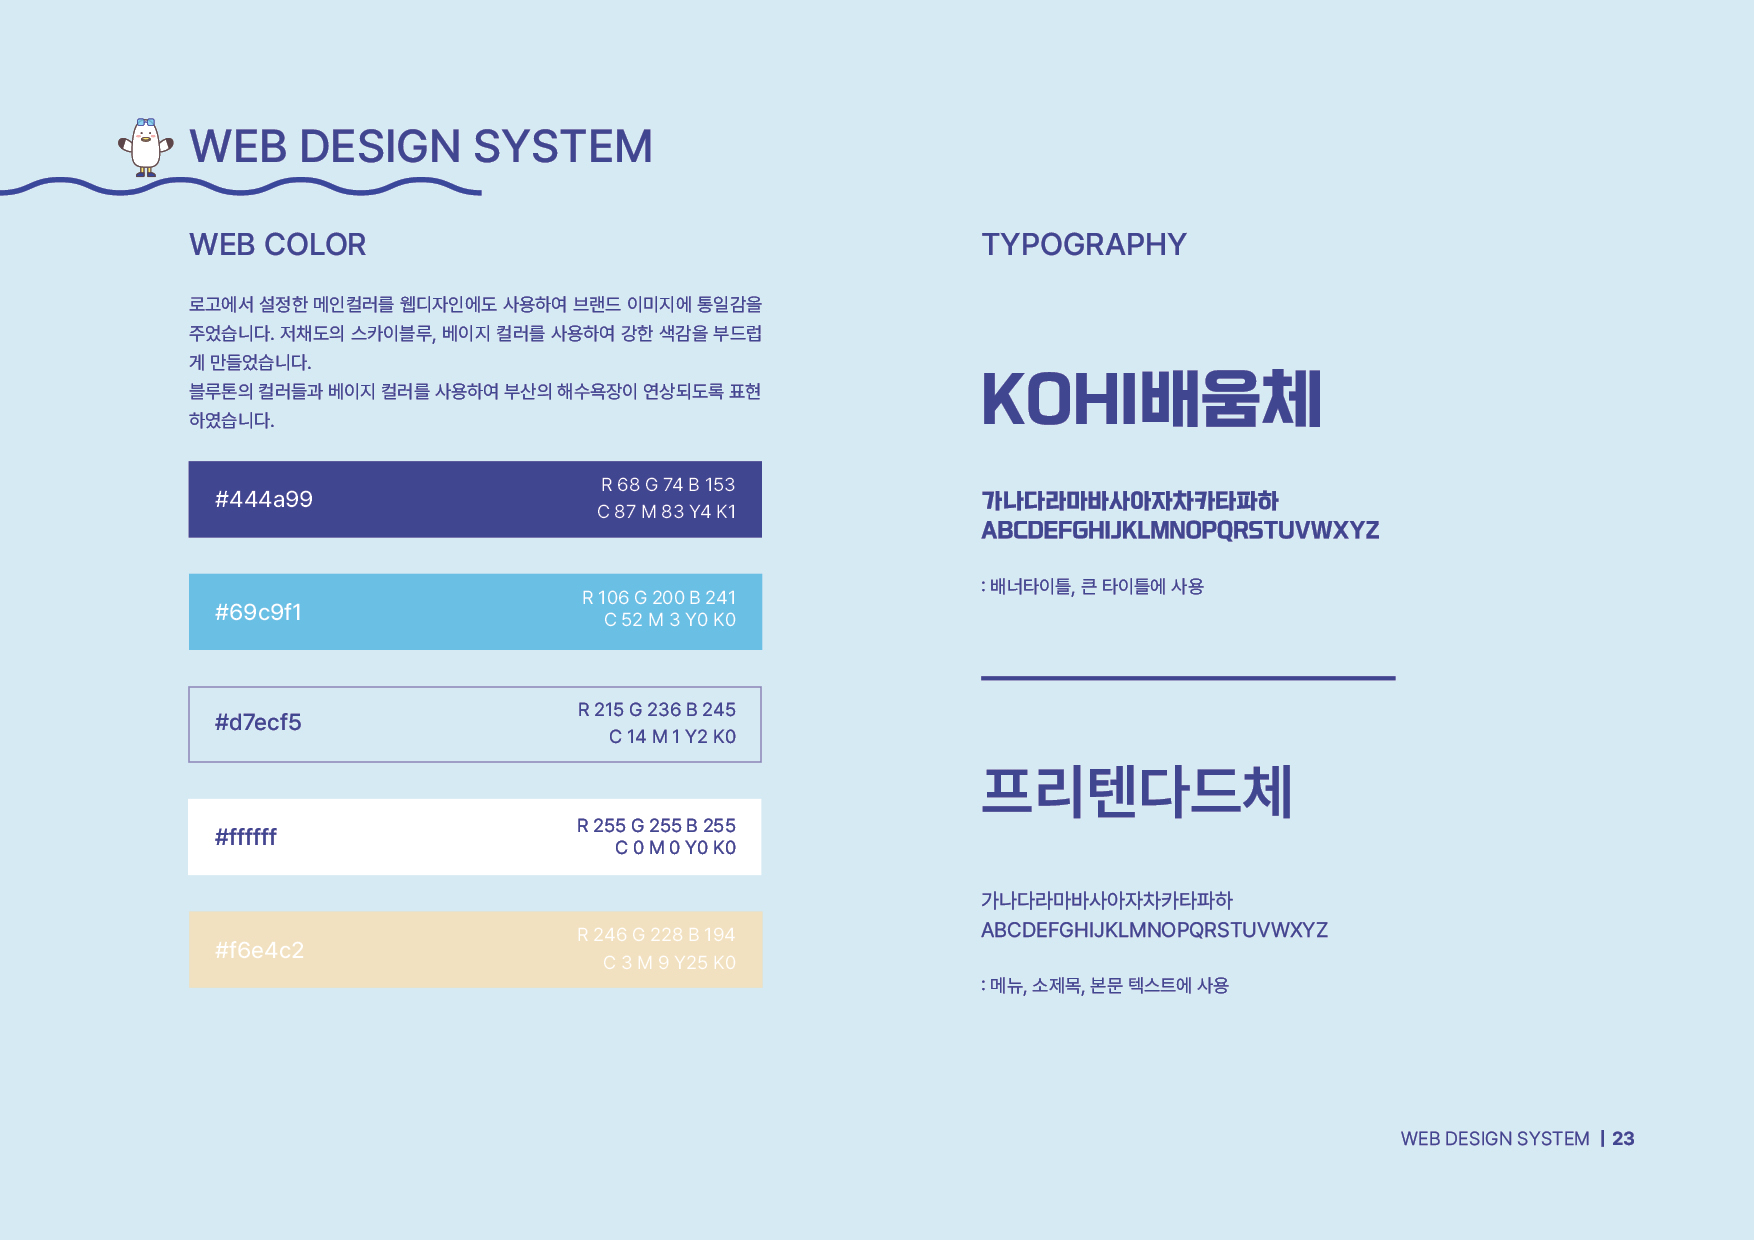 WEB DESIGN SYSTEM
WEB COLOR
로고에서 설정한 메인컬러를 웹디자인에도 사용하여 브랜드 이미지에 통일감을
주었습니다. 저채도의 스카이블루, 베이지 컬러를 사용하여 강한 색감을 부드럽
게 만들었습니다.
블루톤의 컬러들과 베이지 컬러를 사용하여 부산의 해수욕장이 연상되도록 표현
하였습니다.
#444a99
R 68 G 74 B 153
C 87 M 83 Y4 K1
#69c9f1
R 106 G 200 B 241
C 52 M 3 Y0 K0
#d7ecf5
R 215 G 236 B 245
C 14 M 1 Y2 K0
#ffffff
R 255 G 255 B 255
C 0 M 0 Y0 K0
#f6e4c2
R 246 G 228 B 194
C 3 M 9 Y25 K0
TYPOGRAPHY
KOHI배움체
가나다라마바사아자차카타파하
ABCDEFGHIJKLMNOPQRSTUVWXYZ
: 배너타이틀, 큰 타이틀에 사용
프리텐다드체
가나다라마바사아자차카타파하
ABCDEFGHIJKLMNOPQRSTUVWXYZ
: 메뉴, 소제목, 본문 텍스트에 사용
WEB DESIGN SYSTEM | 23